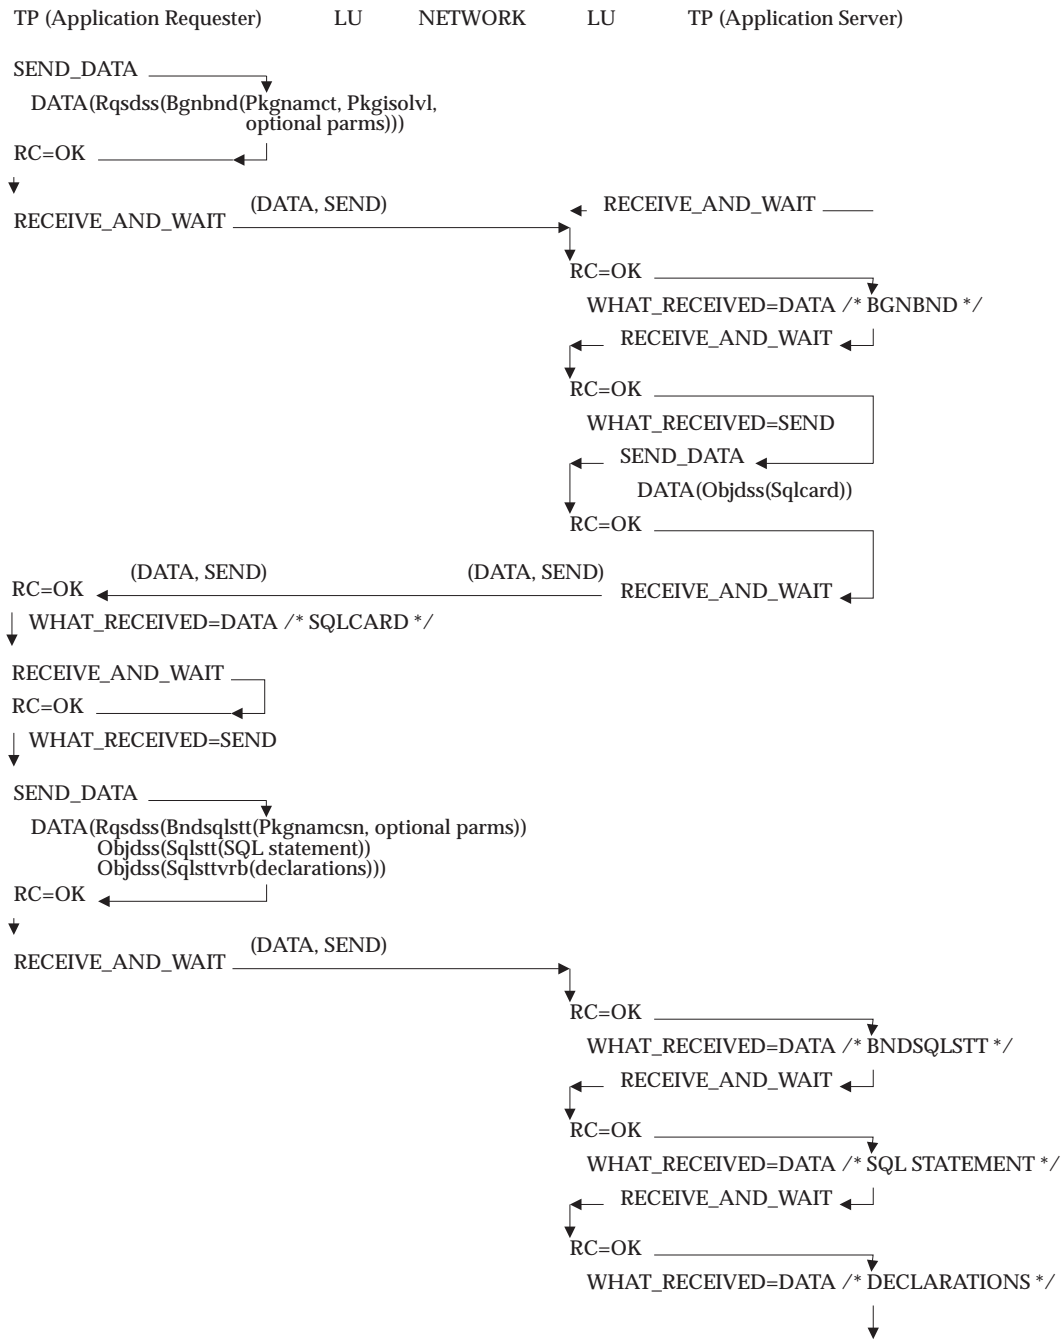 TP (Application Requester) LU NETWORK LU TP (Application Server)
SEND_DATA
DATA(Rqsdss(Bgnbnd(Pkgnamct, Pkgisolvl,
optional parms)))
RC=OK
RECEIVE_AND_WAIT (DATA, SEND) RECEIVE_AND_WAIT
RC=OK
WHAT_RECEIVED=DATA /* BGNBND */
RECEIVE_AND_WAIT
RC=OK
WHAT_RECEIVED=SEND
SEND_DATA
DATA(Objdss(Sqlcard))
RC=OK
RC=OK (DATA, SEND) (DATA, SEND) RECEIVE_AND_WAIT
WHAT_RECEIVED=DATA /* SQLCARD */
RECEIVE_AND_WAIT
RC=OK
WHAT_RECEIVED=SEND
SEND_DATA
DATA(Rqsdss(Bndsqlstt(Pkgnamcsn, optional parms))
Objdss(Sqlstt(SQL statement))
Objdss(Sqlsttvrb(declarations)))
RC=OK
RECEIVE_AND_WAIT (DATA, SEND)
RC=OK
WHAT_RECEIVED=DATA /* BNDSQLSTT */
RECEIVE_AND_WAIT
RC=OK
WHAT_RECEIVED=DATA /* SQL STATEMENT */
RECEIVE_AND_WAIT
RC=OK
WHAT_RECEIVED=DATA /* DECLARATIONS */